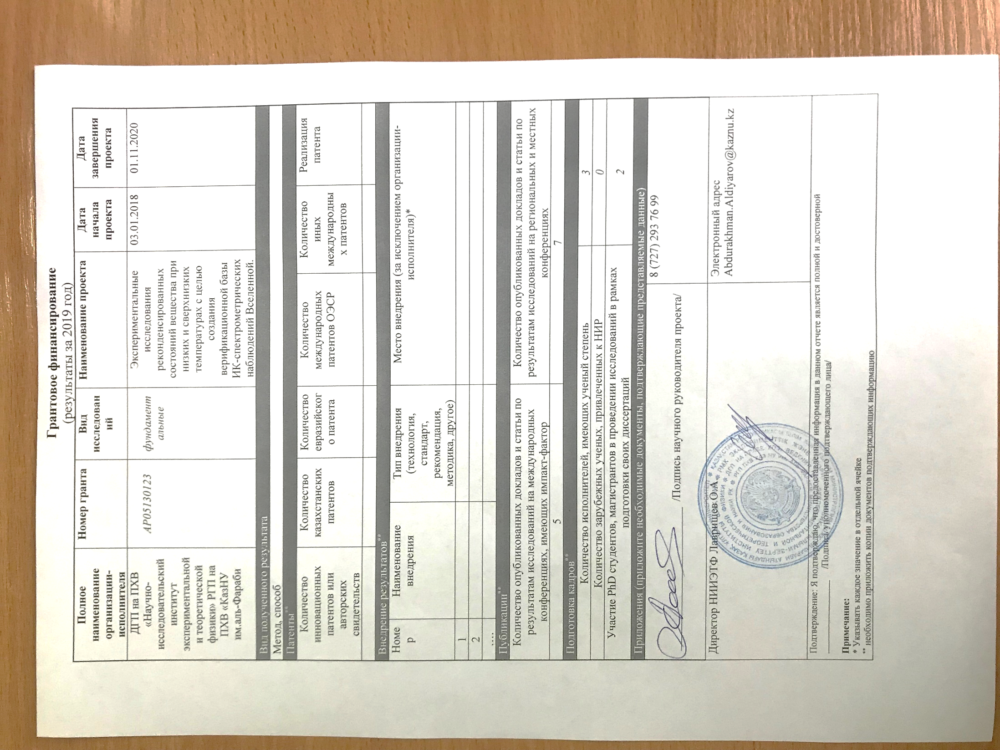 Грантовое финансирование
(результаты за 2019 год)
Полное наименование организации-исполнителя
Номер гранта
Вид исследован
ий
Наименование проекта
Дата начала проекта
Дата завершения проекта
ДГП на ПХВ
«Научно-
исследовательский
институт
экспериментальной
и теоретической
физики» РГП на
ПХВ «КазНУ
им.аль-Фараби
АР05130123
фундамент
альные
Экспериментальные
исследования
реконденсированных
состояний вещества при
низких и сверхнизких
температурах с целью
создания
верификационной базы
ИК-спектрометрических
наблюдений Вселенной.
03.01.2018
01.11.2020
Вид полученного результата
Метод, способ
Патенты**
Количество
инновационных
патентов или
авторских
свидетельств
Количество
казахстанских
патентов
Количество
евразийског
о патента
Количество
международных
патентов ОЭСР
Количество
иных
международны
х патентов
Реализация
патента
Внедрение результатов**
Номе
р
Наименование
внедрения
Тип внедрения
(технология,
стандарт,
рекомендация,
методика, другое)
Место внедрения (за исключением организации-
исполнителя)*
1
2
....
Публикации**
Количество опубликованных докладов и статьи по
результатам исследований на международных
конференциях, имеющих импакт-фактор
Количество опубликованных докладов и статьи по
результатам исследований на региональных и местных
конференциях
5
7
Подготовка кадров**
Количество исполнителей, имеющих ученый степень
3
Количество зарубежных ученых, привлеченных к НИР
0
Участие PhD студентов, магистрантов в проведении исследований в рамках
подготовки своих диссертаций
2
Приложения (приложите необходимые документы, подтверждающие представляемые данные)
/Подпись научного руководителя проекта/
8 (727) 293 76 99
Директор НИИЭТФ Лаврищев О.А.
Электронный адрес
Abdurakhman.Aldiyarov@kaznu.kz
Подтверждение: Я подтверждаю, что предоставленная информация в данном отчете является полной и достоверной
/Подпись уполномоченного подтверждающего лица/
Примечание:
* Указывать каждое значение в отдельной ячейке
** необходимо приложить копии документов подтверждающих информацию